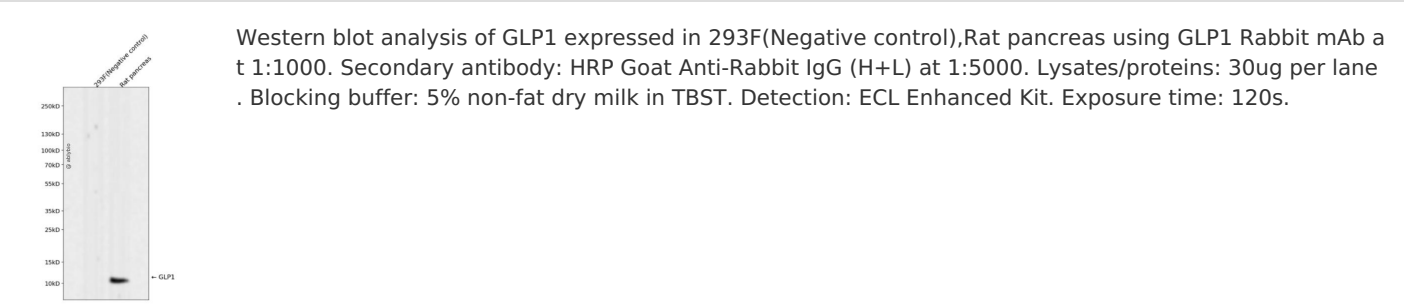 293F(Negative control)
Rat pancreas
250kD
130kD
100kD
70kD
55kD
35kD
25kD
15kD
10kD
@ ablybio
← GLP1
Western blot analysis of GLP1 expressed in 293F(Negative control),Rat pancreas using GLP1 Rabbit mAb a
t 1:1000. Secondary antibody: HRP Goat Anti-Rabbit IgG (H+L) at 1:5000. Lysates/proteins: 30ug per lane
. Blocking buffer: 5% non-fat dry milk in TBST. Detection: ECL Enhanced Kit. Exposure time: 120s.